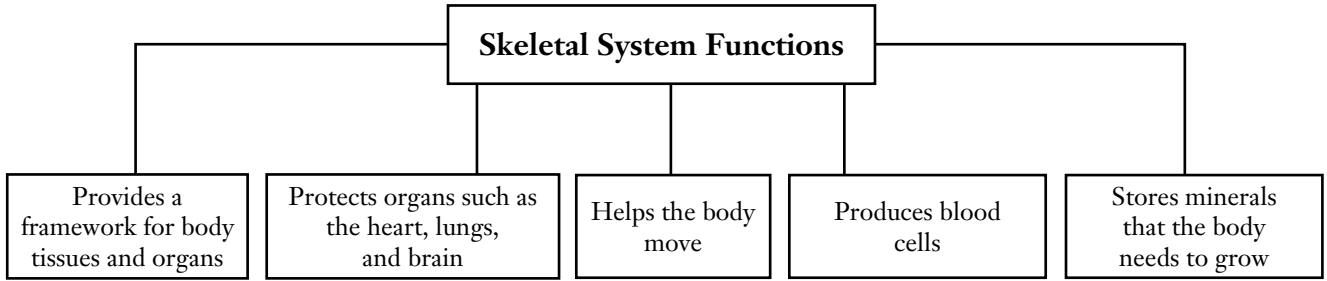 Skeletal System Functions
Provides a
framework for body
tissues and organs
Protects organs such as
the heart, lungs,
and brain
Helps the body
move
Produces blood
cells
Stores minerals
that the body
needs to grow